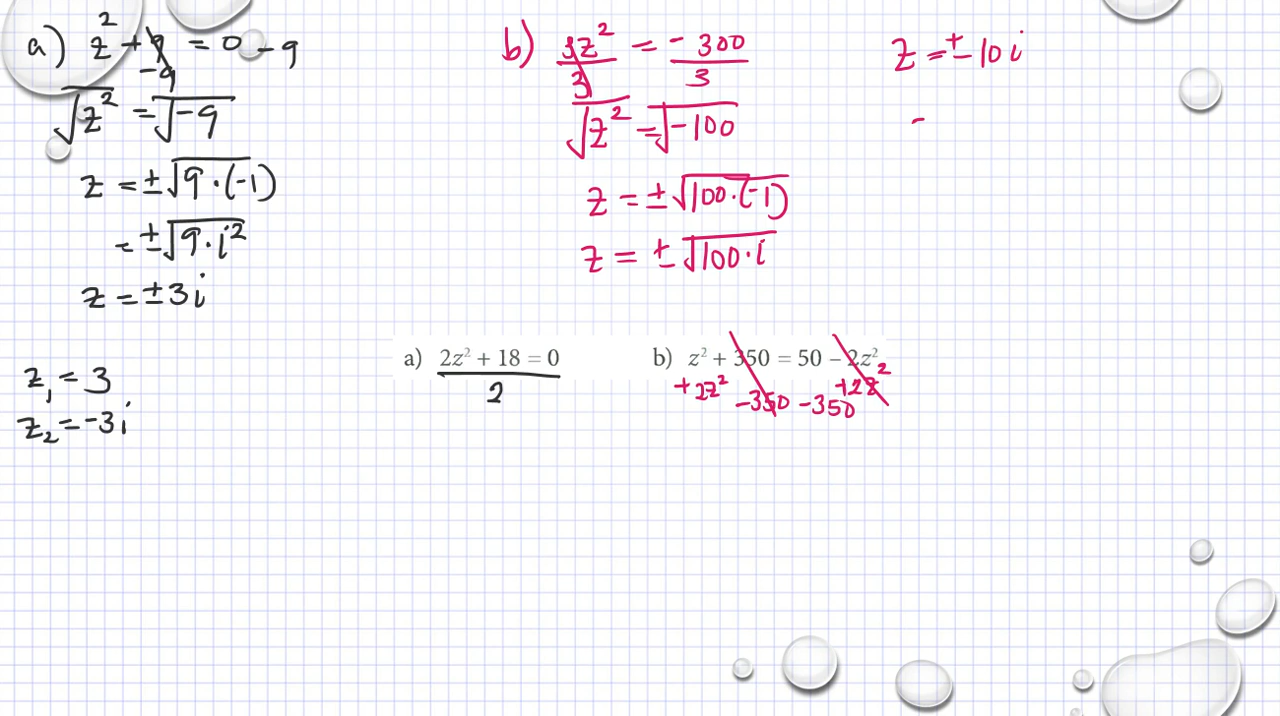 a) z² + 9 = 0 - 9
-9
√z² = √-9
z = ±√9·(-1)
= ±√9·i²
z = ±3i
z₁ = 3
z₂ = -3i
b) 3z² = -300
3 3
√z² = √-100
z = ±√100·(-1)
z = ±√100·i
z = ±10i
-
a) 2z² + 18 = 0
2
b) z² + 350 = 50 – 2z²
+2z² -350 -350 +2z²